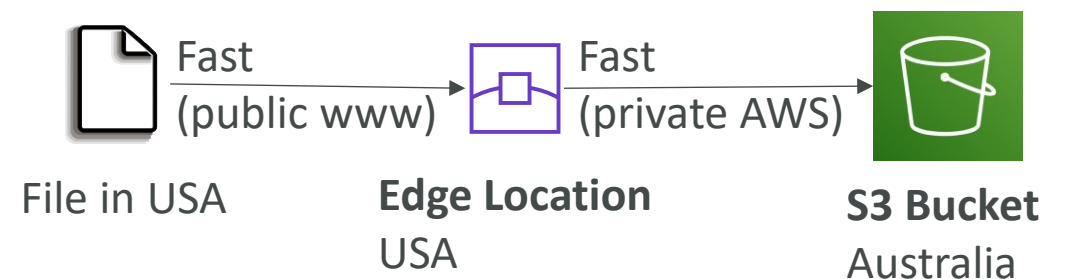 Fast
(public www)
Fast
(private AWS)
File in USA
Edge Location
USA
S3 Bucket
Australia